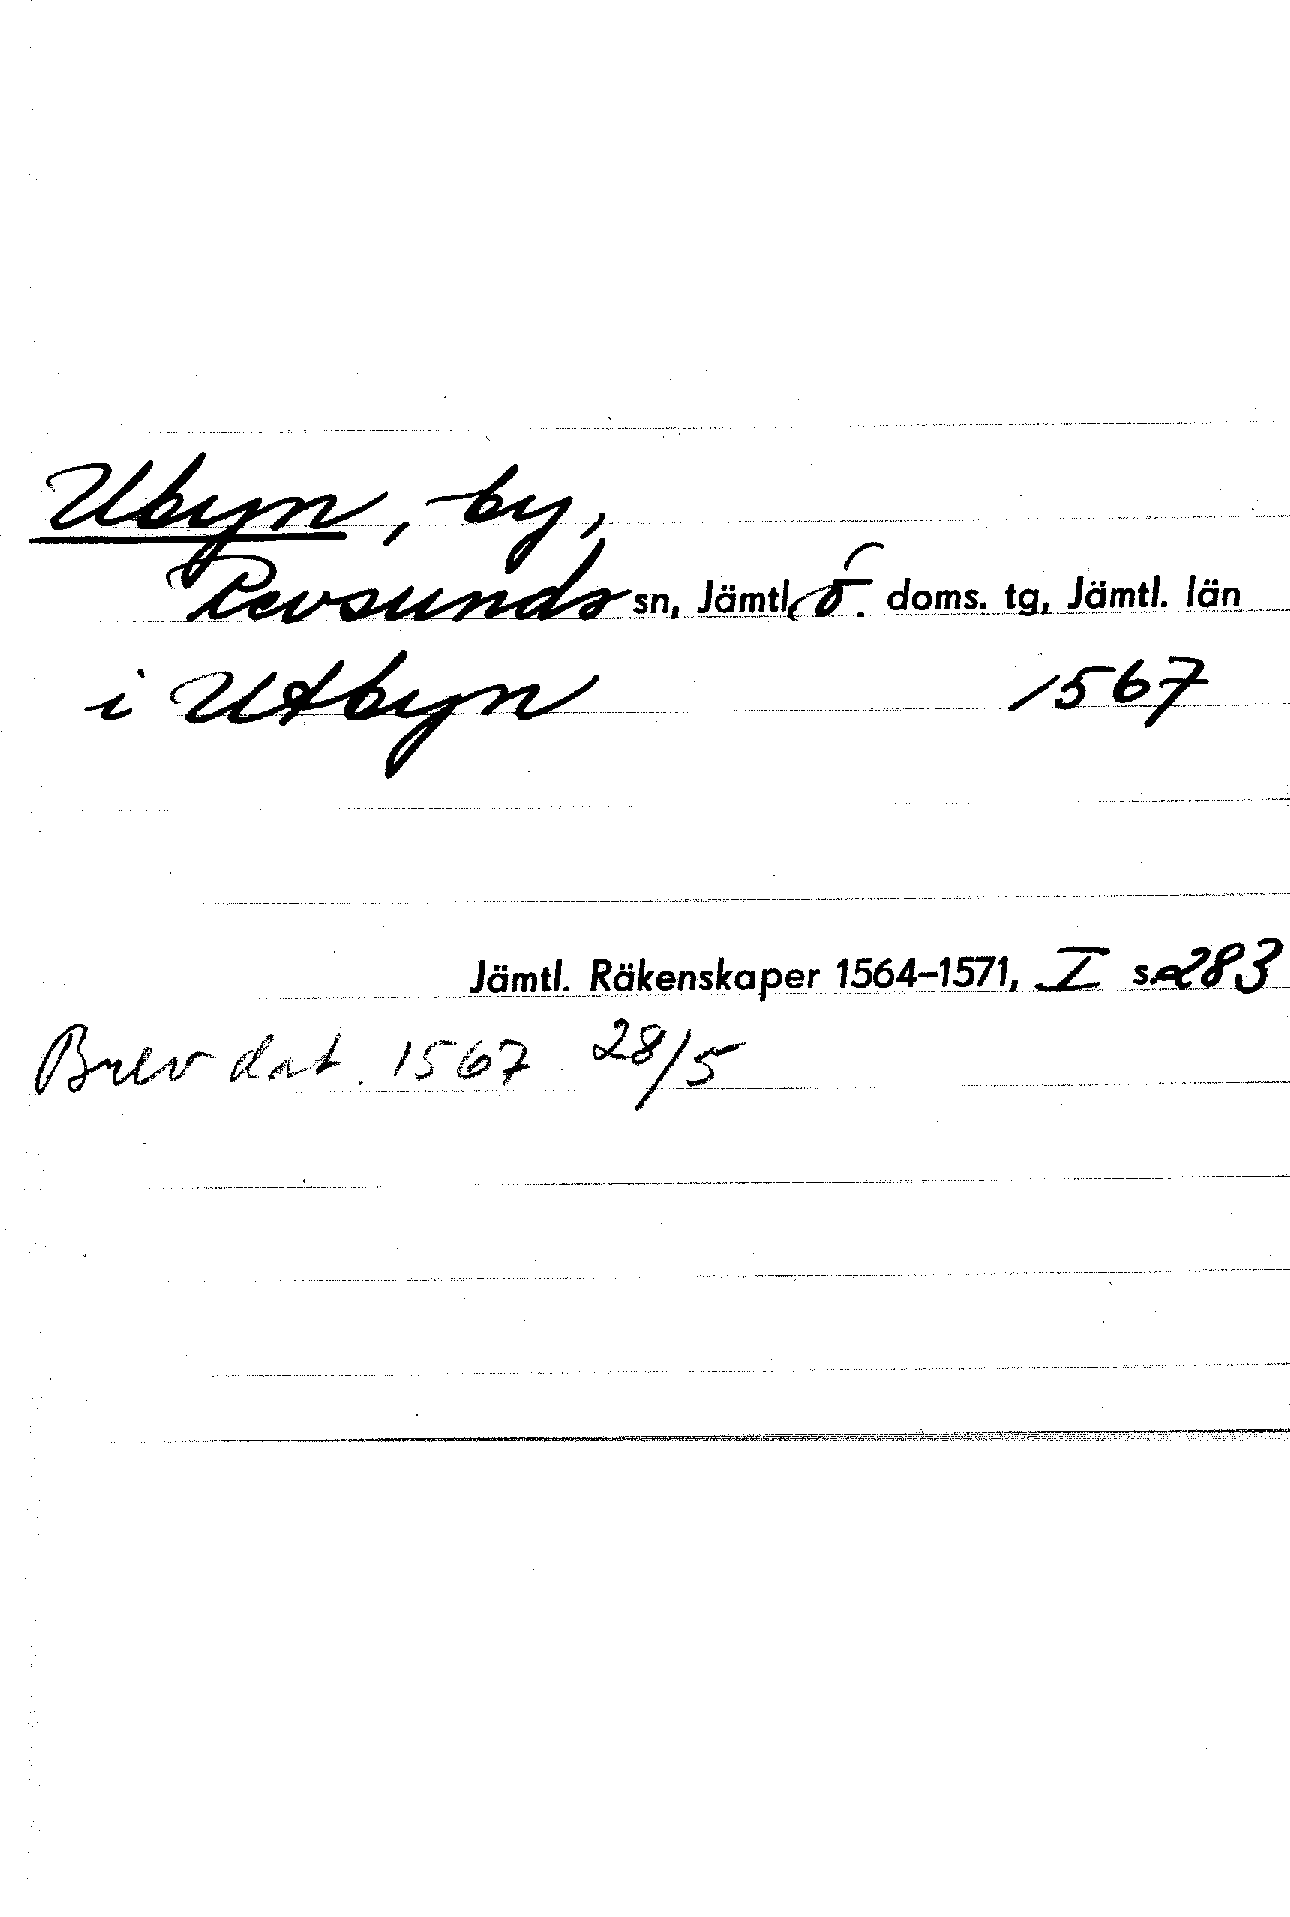 Ubyn, by,
Revsunds sn, Jämtl. ö. doms. tg, Jämtl. län
i Utbyn 1567
Jämtl. Räkenskaper 1564–1571, I s. 283
Brev dat. 1567 28/5